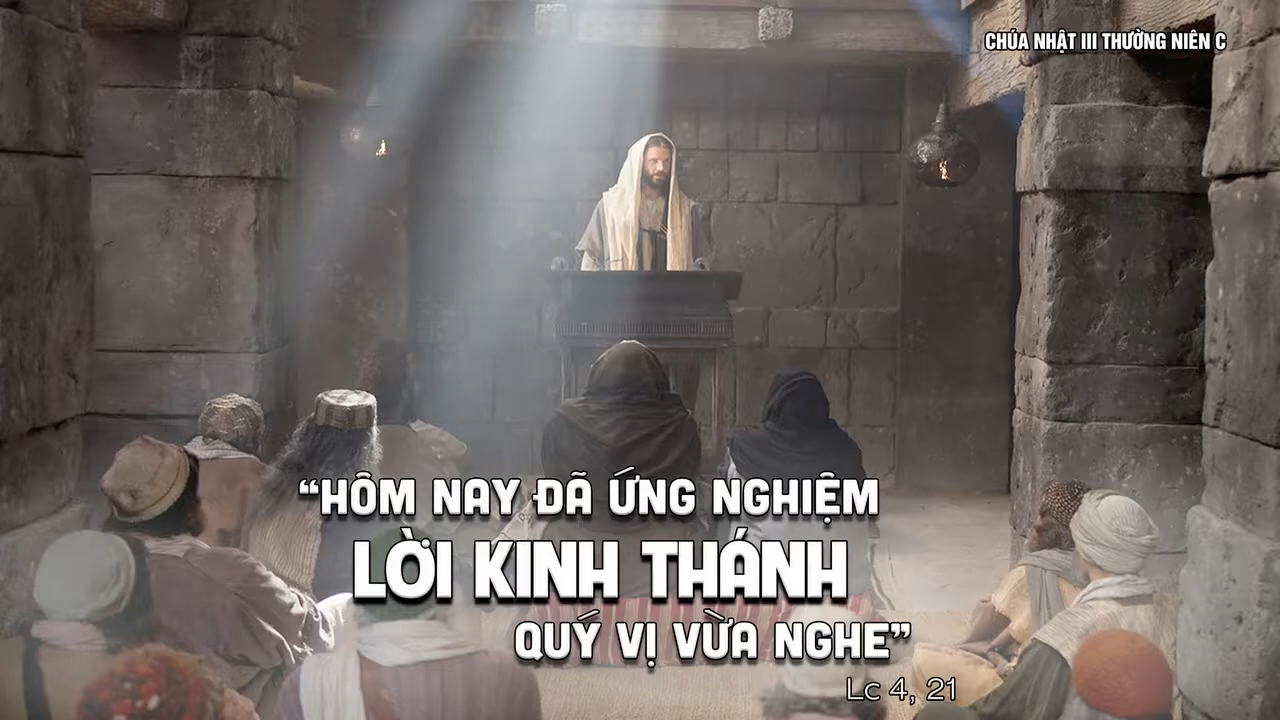 CHÚA NHẬT III THƯỜNG NIÊN C
“HÔM NAY ĐÃ ỨNG NGHIỆM
LỜI KINH THÁNH
QUÝ VỊ VỪA NGHE”
Lc 4, 21